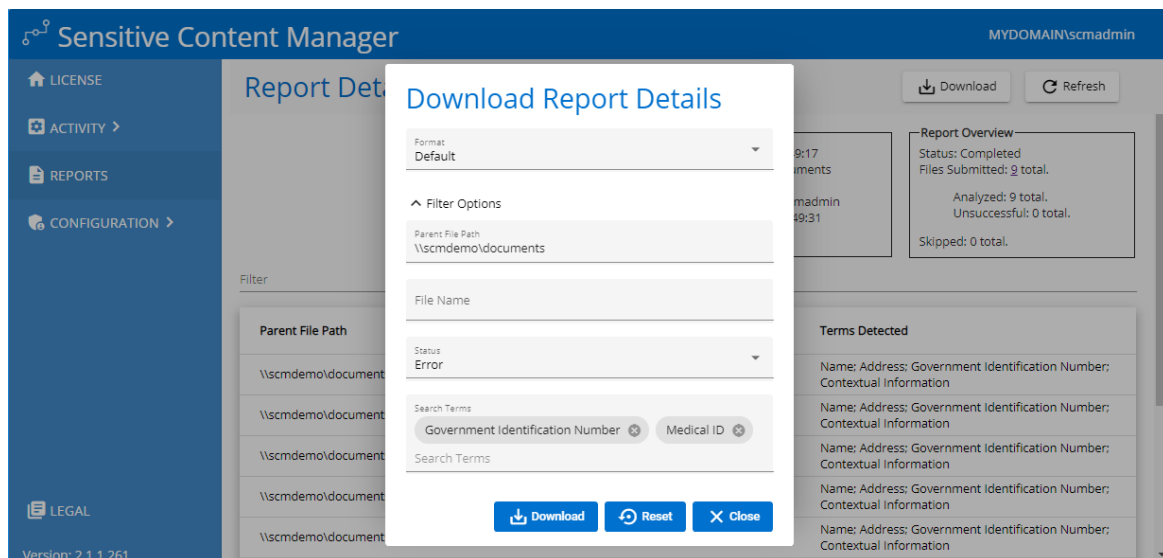 Sensitive Content Manager
MYDOMAIN\scmadmin
LICENSE
ACTIVITY
REPORTS
CONFIGURATION
LEGAL
Version: 2.1.1.261
Download
Refresh
9:17
madmin
49:31
Report Overview
Status: Completed
Files Submitted: 9 total.
Analyzed: 9 total.
Unsuccessful: 0 total.
Skipped: 0 total.
Filter
Parent File Path
Terms Detected
\\scmdemo\document
Name; Address; Government Identification Number;
Contextual Information
\\scmdemo\document
Name; Address; Government Identification Number;
Contextual Information
\\scmdemo\document
Name; Address; Government Identification Number;
Contextual Information
\\scmdemo\document
Name; Address; Government Identification Number;
Contextual Information
\\scmdemo\document
Name; Address; Government Identification Number;
Contextual Information
Report Deta
Download Report Details
Format
Default
Filter Options
Parent File Path
\\scmdemo\documents
File Name
Status
Error
Search Terms
Government Identification Number
Medical ID
Search Terms
Download
Reset
Close